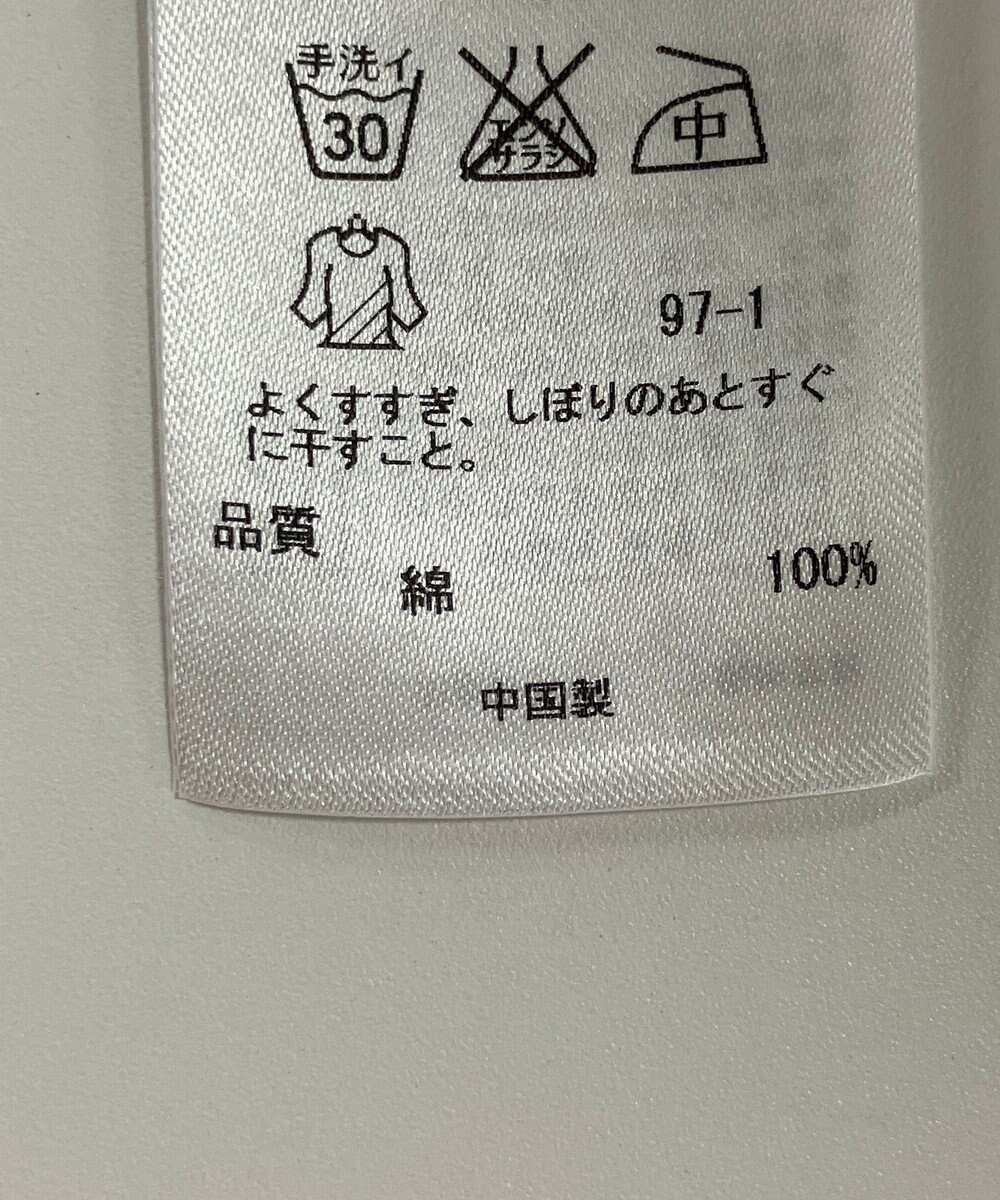 手洗イ
30
エンソ
サラシ
中
97-1
よくすすぎ、しぼりのあとすぐ
に干すこと。
品質
綿 100%
中国製